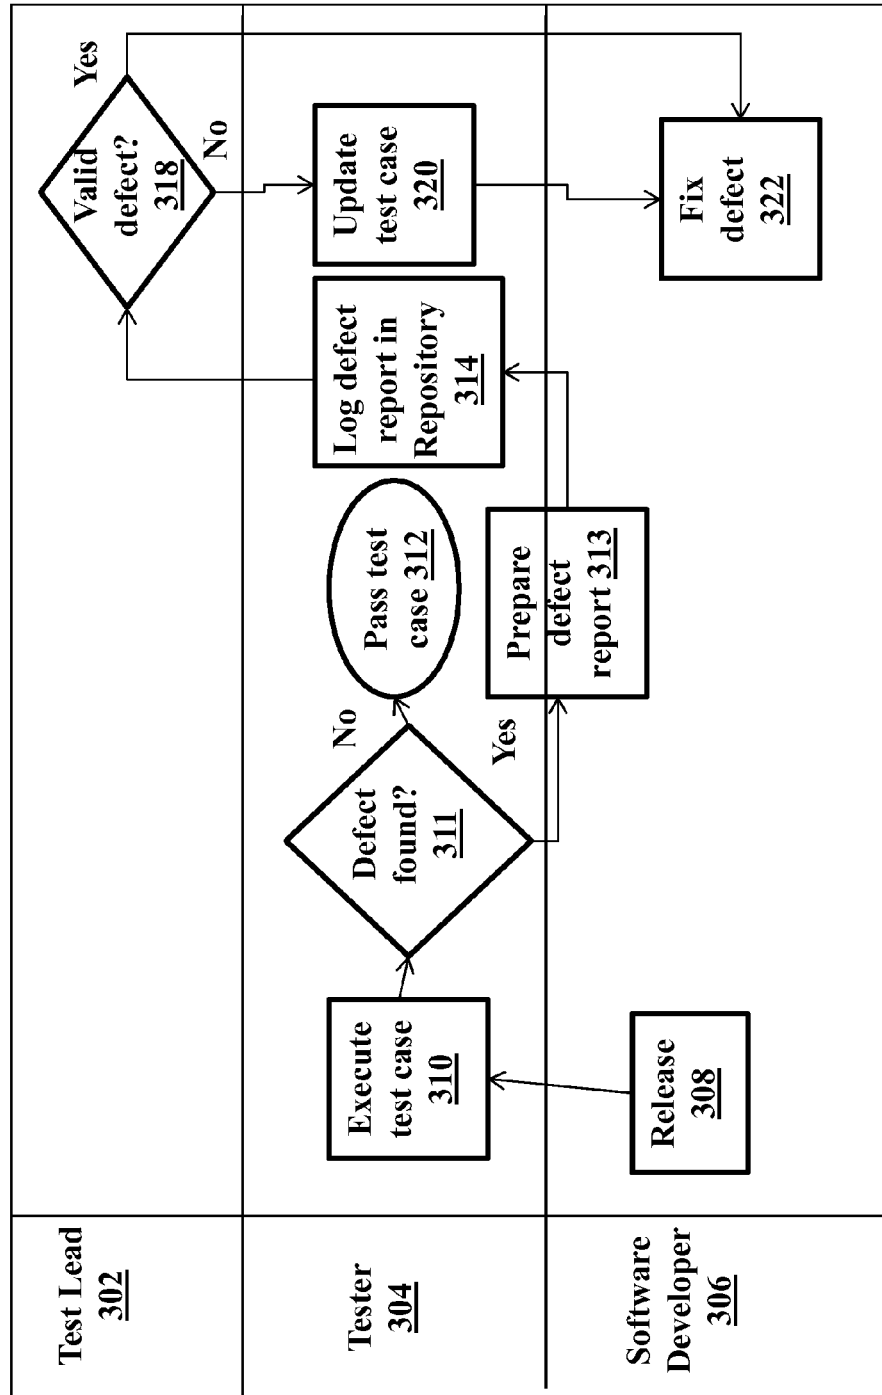 Test Lead
302
Tester
304
Software
Developer
306
Release
308
Execute
test case
310
Defect
found?
311
No
Yes
Pass test
case 312
Prepare
defect
report 313
Log defect
report in
Repository
314
Valid
defect?
318
Yes
No
Update
test case
320
Fix
defect
322